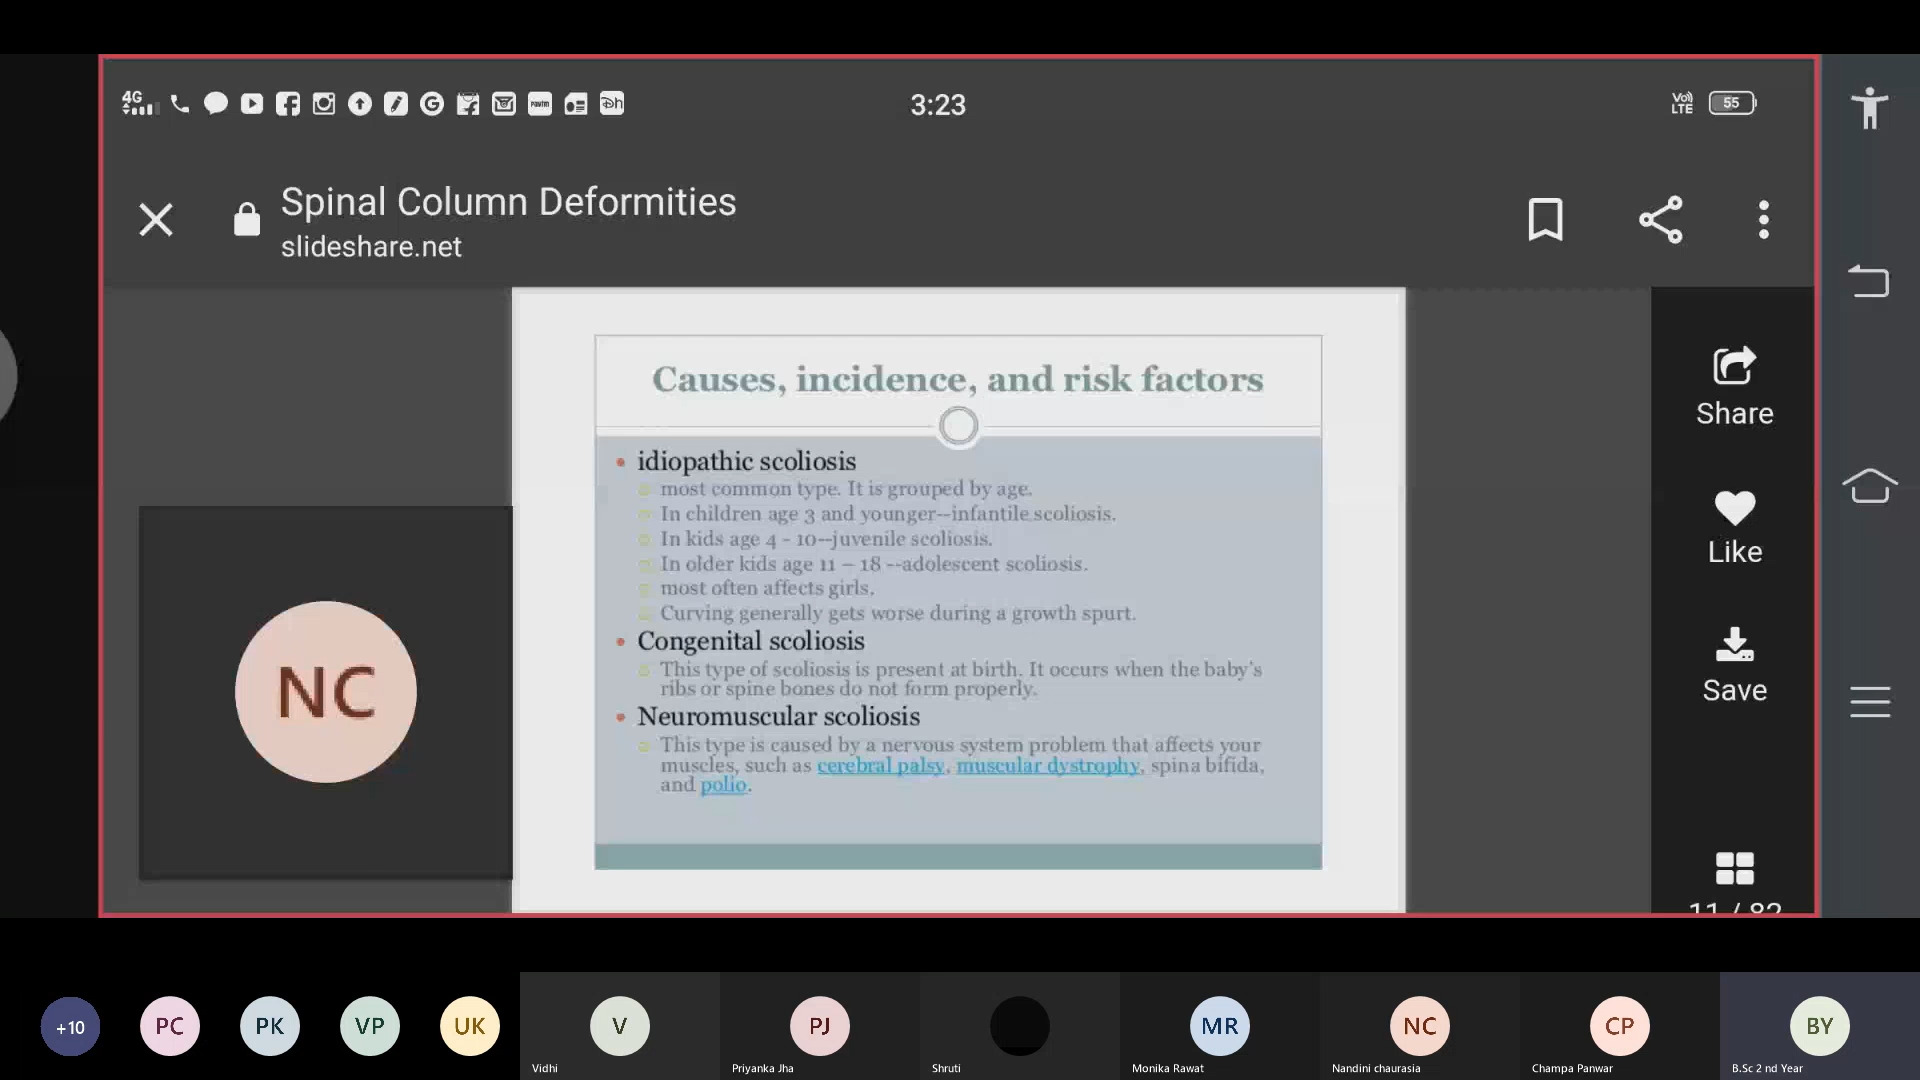 4G
3:23
Vo) LTE
55
Spinal Column Deformities
slideshare.net
Causes, incidence, and risk factors
idiopathic scoliosis
most common type. It is grouped by age.
In children age 3 and younger--infantile scoliosis.
In kids age 4 - 10--juvenile scoliosis.
In older kids age 11 – 18 --adolescent scoliosis.
most often affects girls.
Curving generally gets worse during a growth spurt.
Congenital scoliosis
This type of scoliosis is present at birth. It occurs when the baby's
ribs or spine bones do not form properly.
Neuromuscular scoliosis
This type is caused by a nervous system problem that affects your
muscles, such as cerebral palsy, muscular dystrophy, spina bifida,
and polio.
Share
Like
Save
11 / 82
NC
+10
PC
PK
VP
UK
V
Vidhi
PJ
Priyanka Jha
Shruti
MR
Monika Rawat
NC
Nandini chaurasia
CP
Champa Panwar
BY
B.Sc 2 nd Year